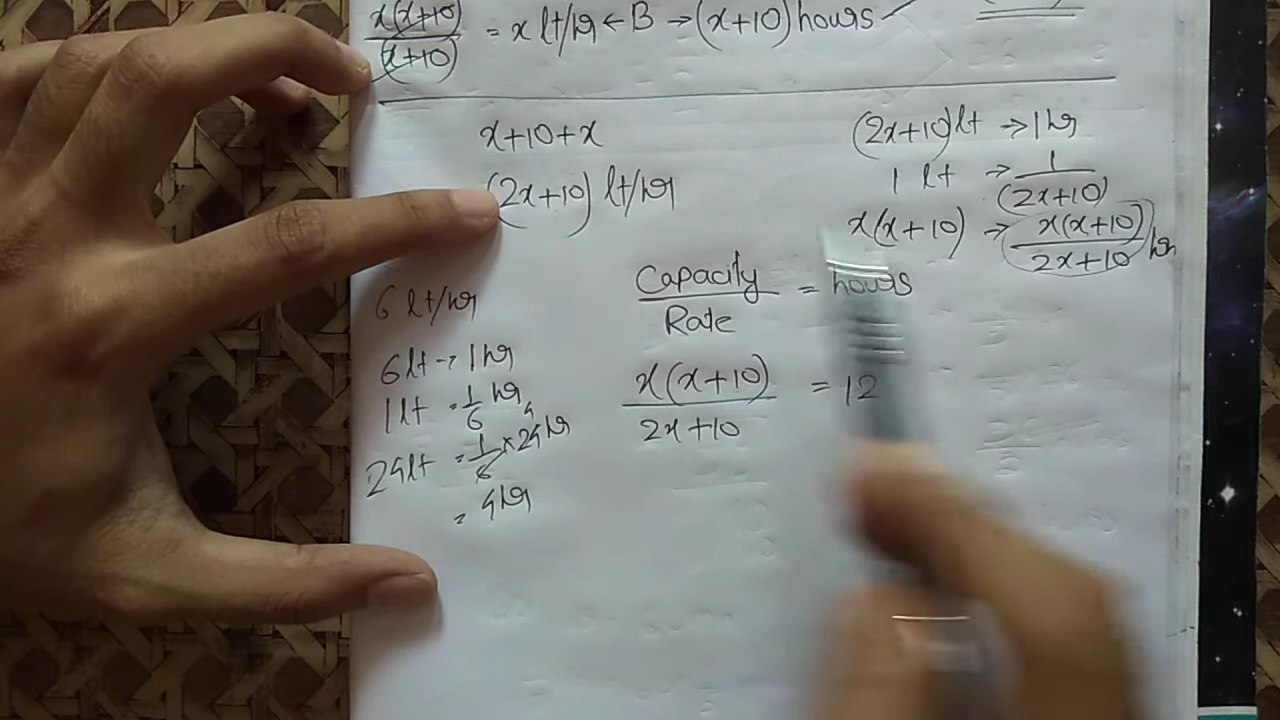 x(x+10)/(x+10) = x lt/hr ← B → (x+10) hours
x+10+x
(2x+10) lt/hr
(2x+10) lt → 1 hr
1 lt → 1/(2x+10)
x(x+10) → x(x+10)/2x+10 hr
Capacity/Rate = hours
x(x+10)/2x+10 = 12
6 lt/hr
6 lt → 1 hr
1 lt = 1/6 hr
24 lt = 1/6 × 24 hr 4
= 4 hr